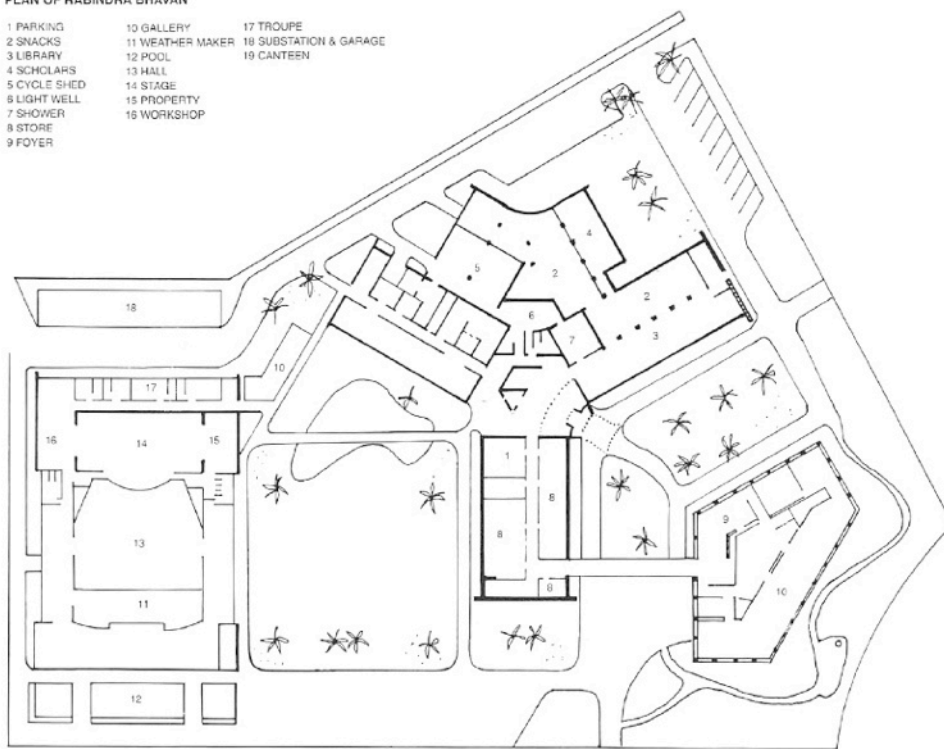 PLAN OF RABINDRA BHAVAN
1 PARKING
2 SNACKS
3 LIBRARY
4 SCHOLARS
5 CYCLE SHED
6 LIGHT WELL
7 SHOWER
8 STORE
9 FOYER
10 GALLERY
11 WEATHER MAKER
12 POOL
13 HALL
14 STAGE
15 PROPERTY
16 WORKSHOP
17 TROUPE
18 SUBSTATION & GARAGE
19 CANTEEN
4
5
2
2
18
6
7
3
10
17
16
14
15
1
8
9
13
8
10
8
11
12